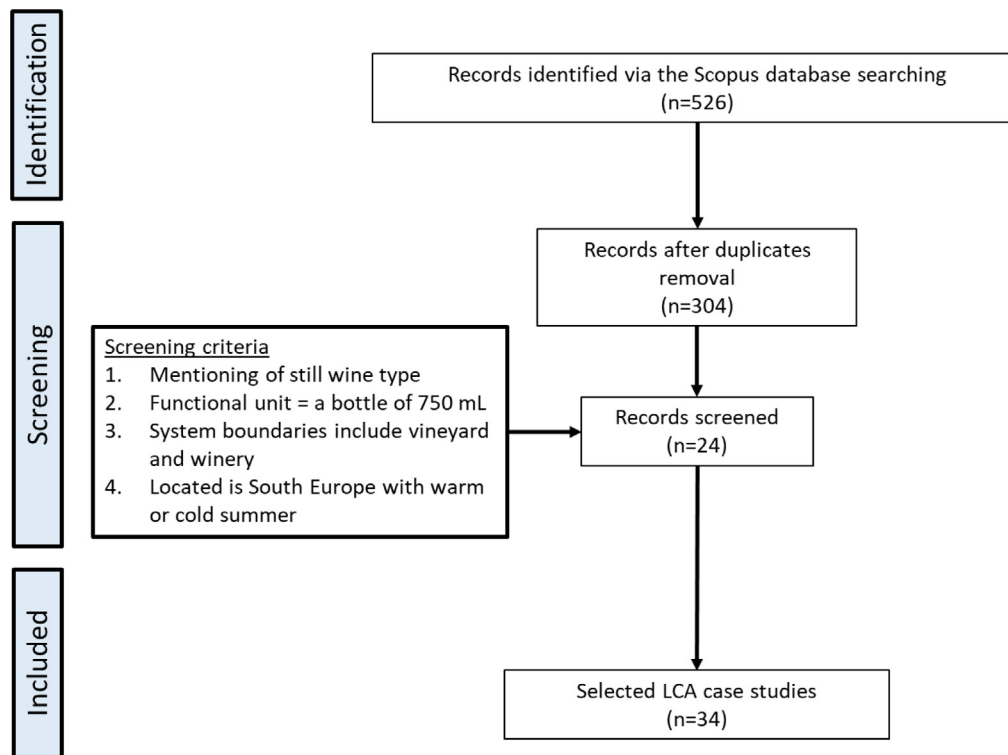 Identification
Records identified via the Scopus database searching
(n=526)
Screening
Records after duplicates
removal
(n=304)
Screening criteria
1. Mentioning of still wine type
2. Functional unit = a bottle of 750 mL
3. System boundaries include vineyard
and winery
4. Located is South Europe with warm
or cold summer
Records screened
(n=24)
Included
Selected LCA case studies
(n=34)